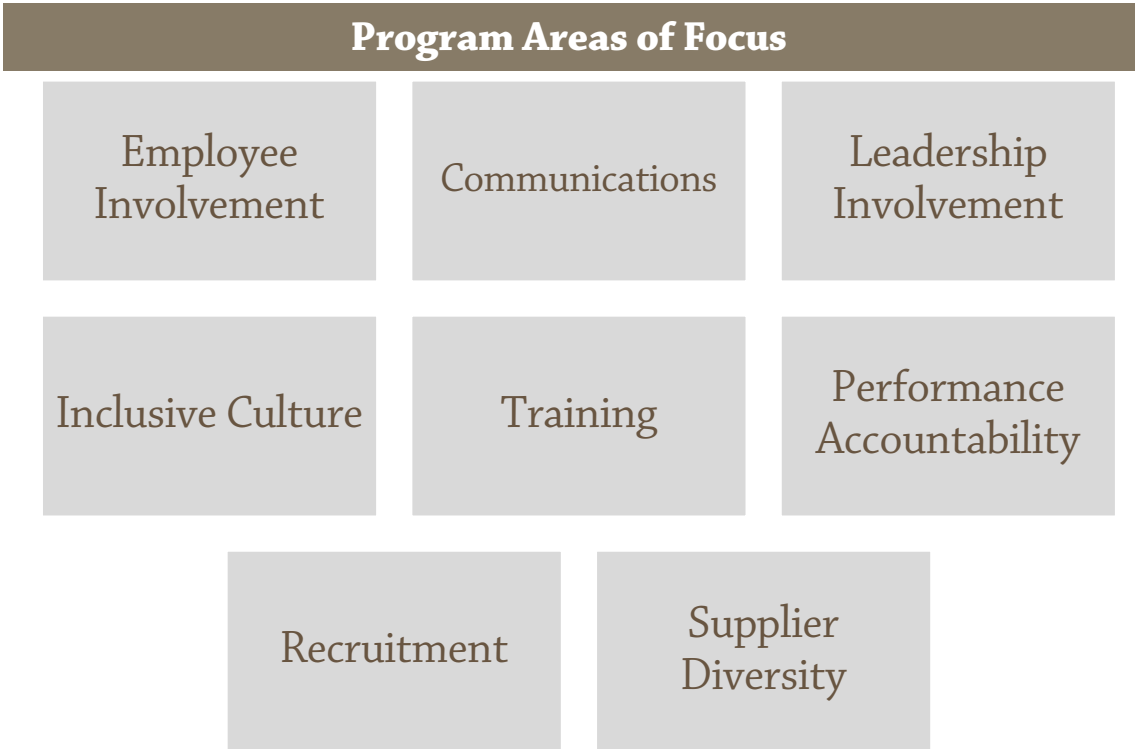 Program Areas of Focus
Employee
Involvement
Communications
Leadership
Involvement
Inclusive Culture
Training
Performance
Accountability
Recruitment
Supplier
Diversity